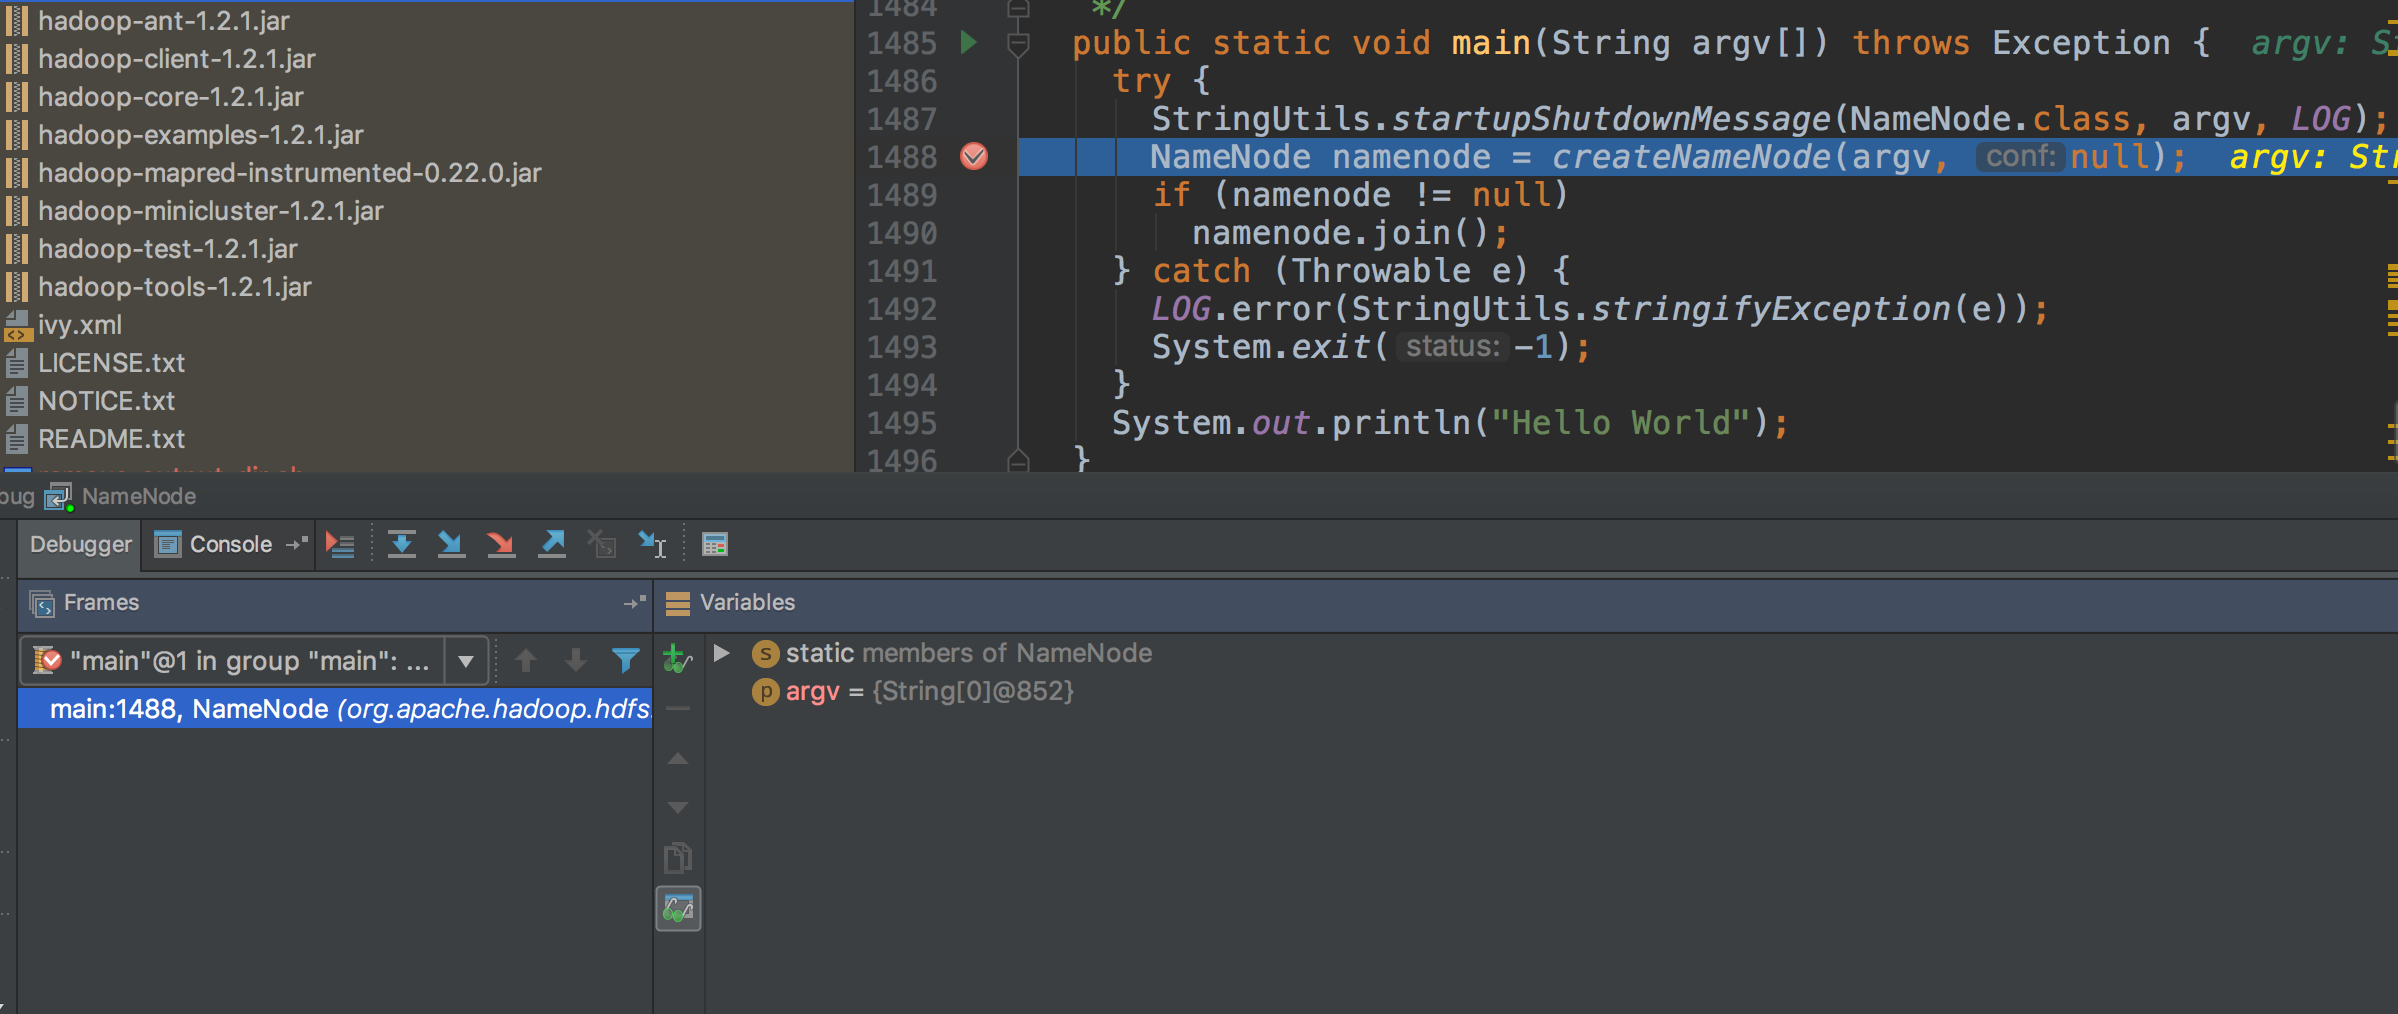 hadoop-ant-1.2.1.jar
hadoop-client-1.2.1.jar
hadoop-core-1.2.1.jar
hadoop-examples-1.2.1.jar
hadoop-mapred-instrumented-0.22.0.jar
hadoop-minicluster-1.2.1.jar
hadoop-test-1.2.1.jar
hadoop-tools-1.2.1.jar
ivy.xml
LICENSE.txt
NOTICE.txt
README.txt
1484 */
1485 public static void main(String argv[]) throws Exception { argv: St
1486 try {
1487 StringUtils.startupShutdownMessage(NameNode.class, argv, LOG);
1488 NameNode namenode = createNameNode(argv, conf: null); argv: Str
1489 if (namenode != null)
1490 namenode.join();
1491 } catch (Throwable e) {
1492 LOG.error(StringUtils.stringifyException(e));
1493 System.exit( status: -1);
1494 }
1495 System.out.println("Hello World");
1496 }
bug NameNode
Debugger Console
Frames
Variables
"main"@1 in group "main": ...
main:1488, NameNode (org.apache.hadoop.hdfs.
static members of NameNode
argv = {String[0]@852}